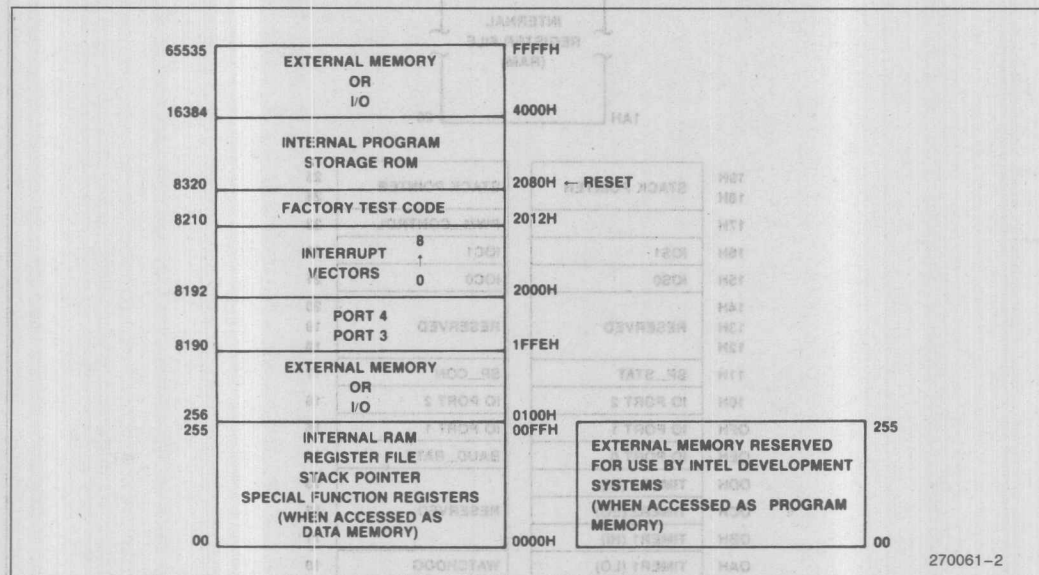 65535
FFFFH
EXTERNAL MEMORY
OR
I/O
16384
4000H
INTERNAL PROGRAM
STORAGE ROM
8320
2080H ← RESET
FACTORY TEST CODE
8210
2012H
8
INTERRUPT ↑
VECTORS
0
8192
2000H
PORT 4
PORT 3
8190
1FFEH
EXTERNAL MEMORY
OR
I/O
256
0100H
255
00FFH
INTERNAL RAM
REGISTER FILE
STACK POINTER
SPECIAL FUNCTION REGISTERS
(WHEN ACCESSED AS
DATA MEMORY)
00
0000H
255
EXTERNAL MEMORY RESERVED
FOR USE BY INTEL DEVELOPMENT
SYSTEMS
(WHEN ACCESSED AS PROGRAM
MEMORY)
00
270061–2